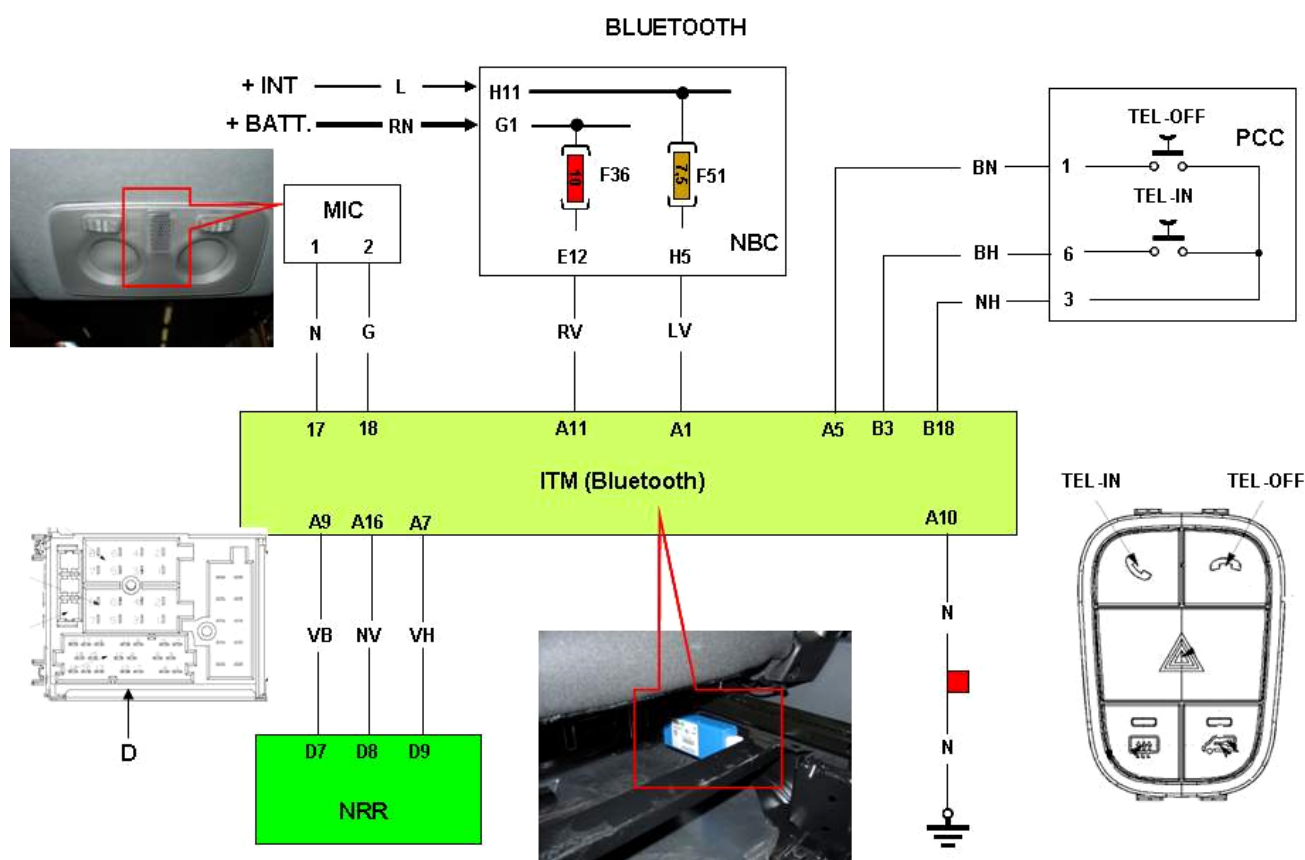 BLUETOOTH
+ INT L H11
+ BATT. RN G1
10 F36 7,5 F51
NBC
E12 H5
MIC
1 2
N G
RV LV
TEL-OFF
PCC
BN 1
TEL-IN
BH 6
NH 3
17 18 A11 A1 A5 B3 B18
ITM (Bluetooth)
A9 A16 A7 A10
VB NV VH
D
D7 D8 D9
NRR
N
N
TEL-IN TEL-OFF